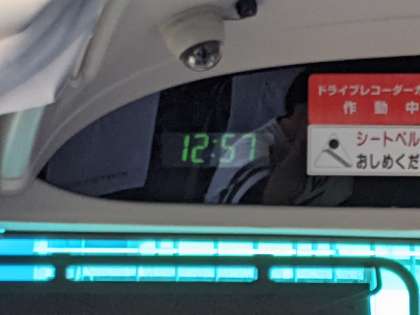 12:57
ドライブレコーダー
作動中
シートベル
おしめくだ